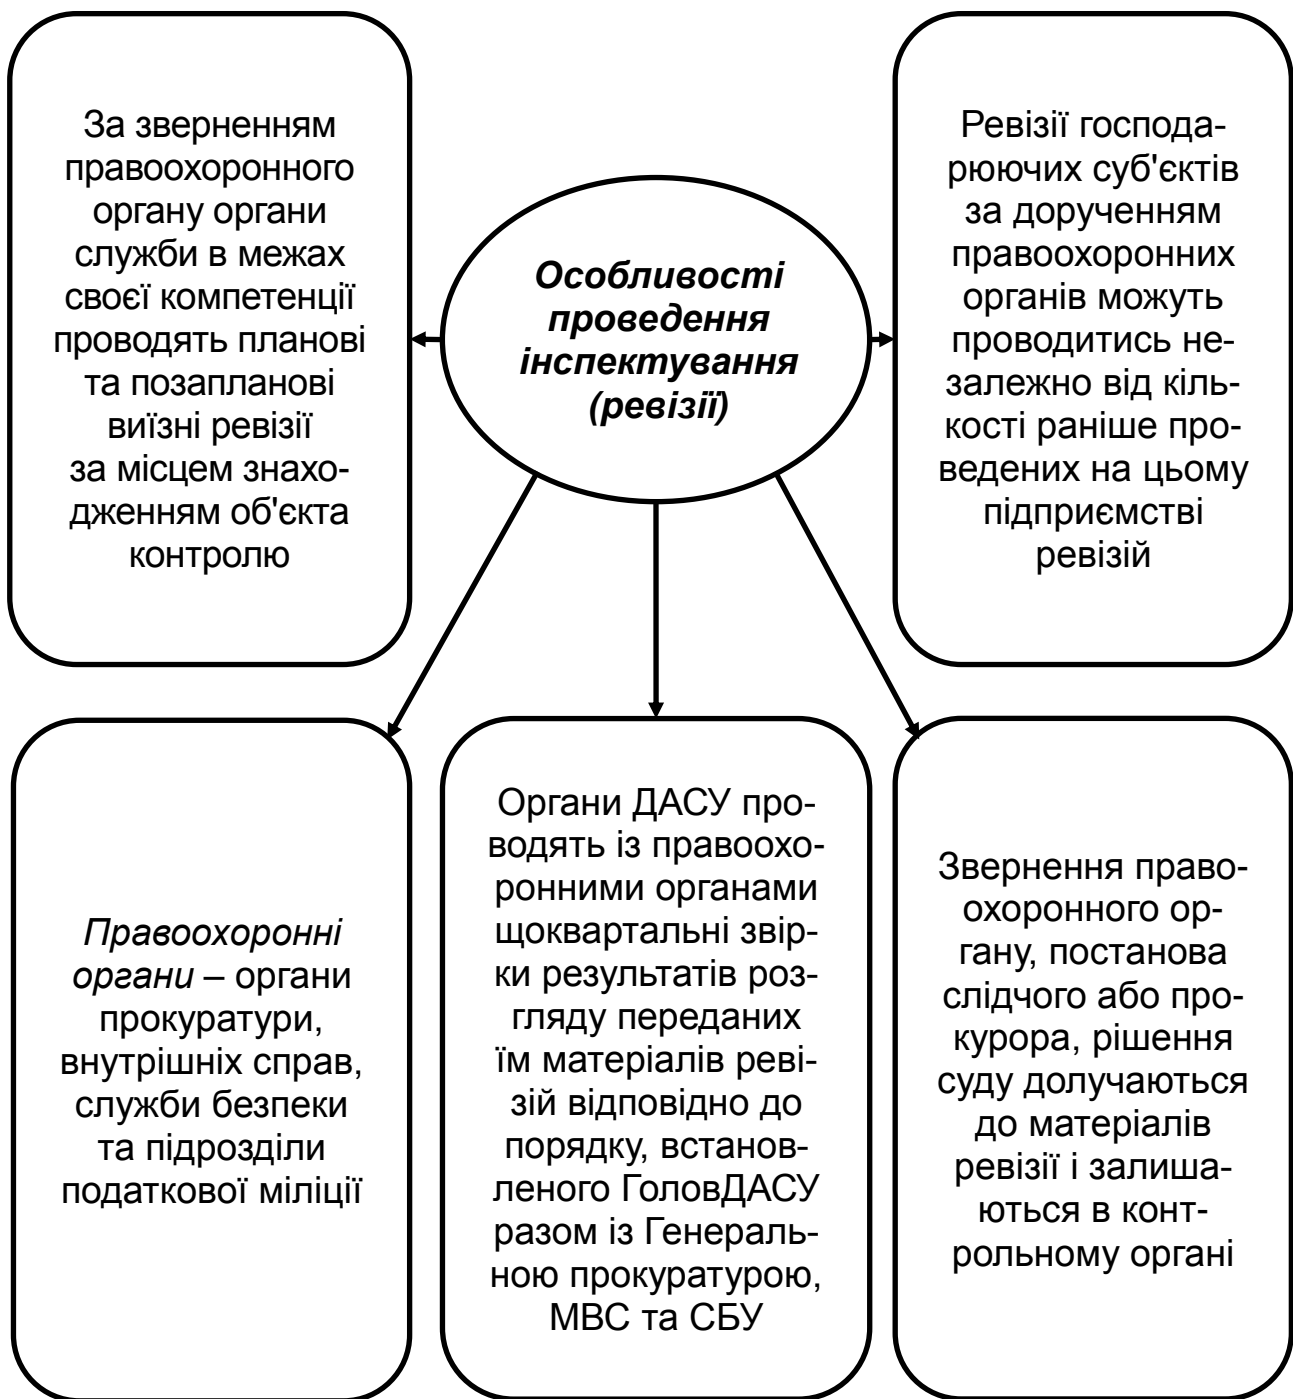 За зверненням
правоохоронного
органу органи
служби в межах
своєї компетенції
проводять планові
та позапланові
виїзні ревізії
за місцем знахо-
дженням об'єкта
контролю
Особливості
проведення
інспектування
(ревізії)
Ревізії господа-
рюючих суб'єктів
за дорученням
правоохоронних
органів можуть
проводитись не-
залежно від кіль-
кості раніше про-
ведених на цьому
підприємстві
ревізій
Правоохоронні
органи – органи
прокуратури,
внутрішніх справ,
служби безпеки
та підрозділи
податкової міліції
Органи ДАСУ про-
водять із правоохо-
ронними органами
щоквартальні звір-
ки результатів роз-
гляду переданих
їм матеріалів реві-
зій відповідно до
порядку, встанов-
леного ГоловДАСУ
разом із Генераль-
ною прокуратурою,
МВС та СБУ
Звернення право-
охоронного ор-
гану, постанова
слідчого або про-
курора, рішення
суду долучаються
до матеріалів
ревізії і залиша-
ються в конт-
рольному органі